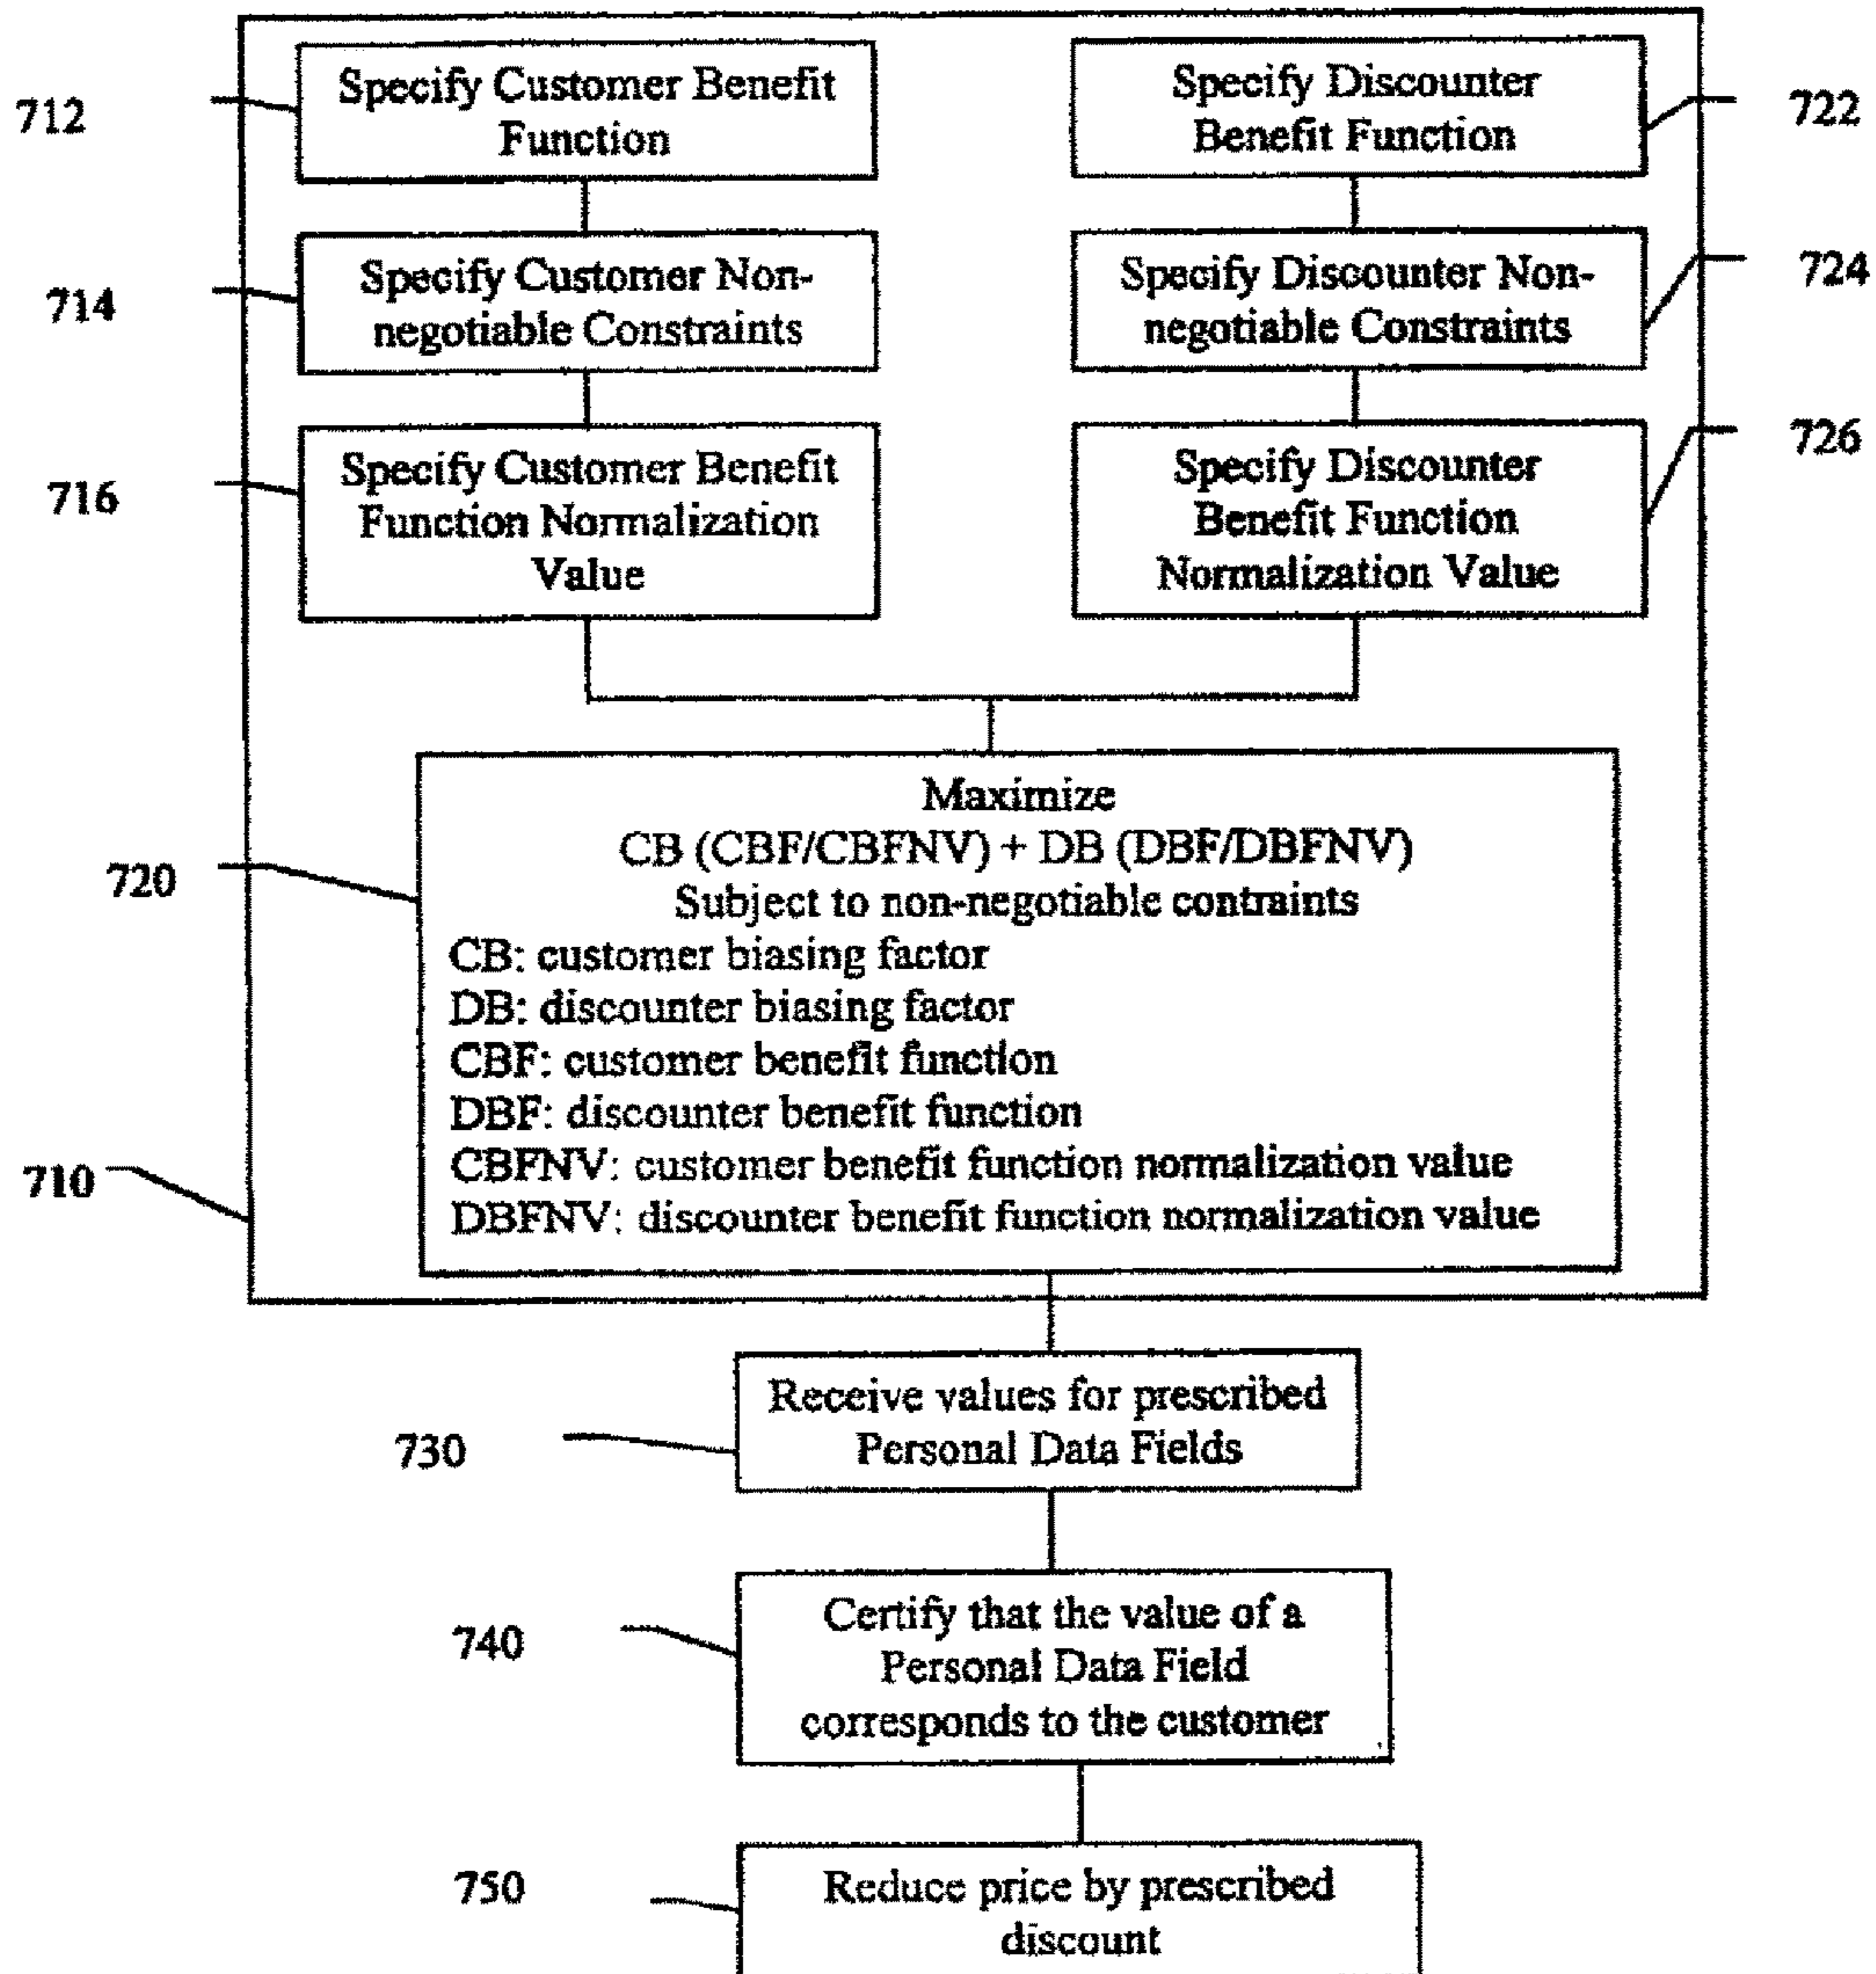 712
Specify Customer Benefit
Function
Specify Discounter
Benefit Function
722
714
Specify Customer Non-
negotiable Constraints
Specify Discounter Non-
negotiable Constraints
724
716
Specify Customer Benefit
Function Normalization
Value
Specify Discounter
Benefit Function
Normalization Value
726
720
Maximize
CB (CBF/CBFNV) + DB (DBF/DBFNV)
Subject to non-negotiable contraints
CB: customer biasing factor
DB: discounter biasing factor
CBF: customer benefit function
DBF: discounter benefit function
CBFNV: customer benefit function normalization value
DBFNV: discounter benefit function normalization value
710
730
Receive values for prescribed
Personal Data Fields
740
Certify that the value of a
Personal Data Field
corresponds to the customer
750
Reduce price by prescribed
discount